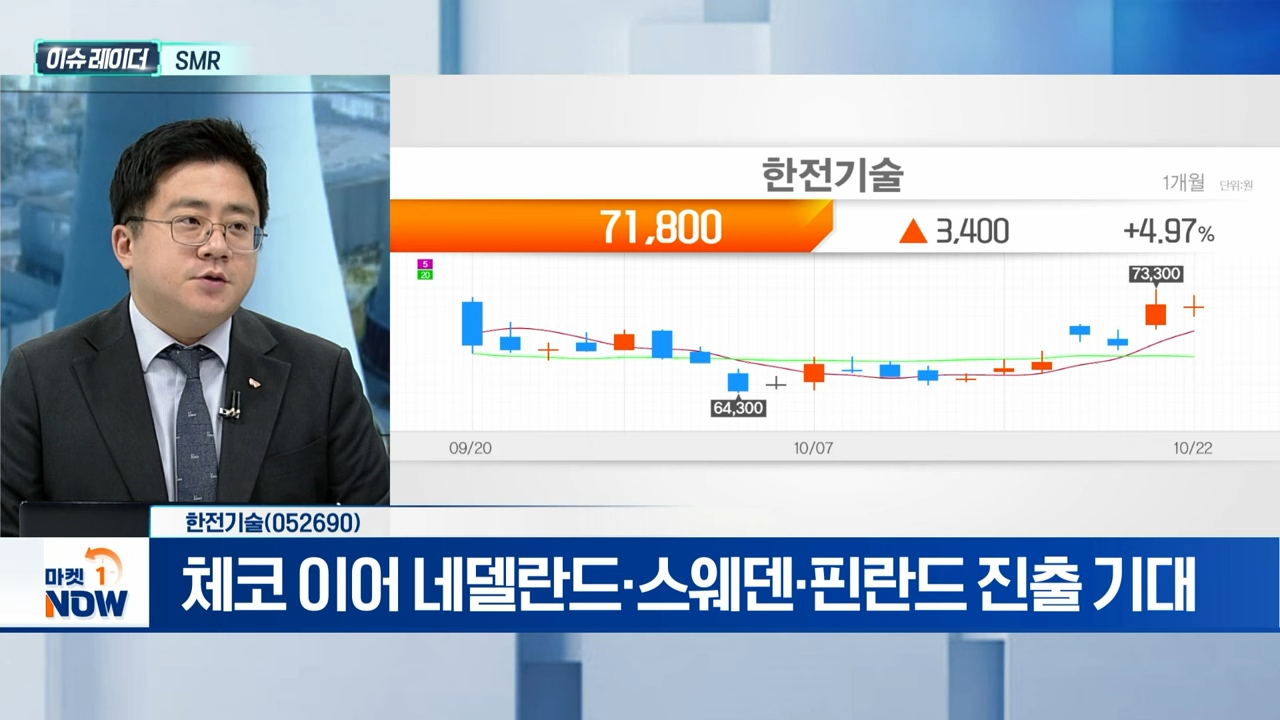 이슈레이더 SMR
한전기술
1개월 단위:원
71,800 ▲ 3,400 +4.97%
5
20
73,300
64,300
09/20 10/07 10/22
한전기술(052690)
마켓 1
NOW
체코 이어 네델란드·스웨덴·핀란드 진출 기대